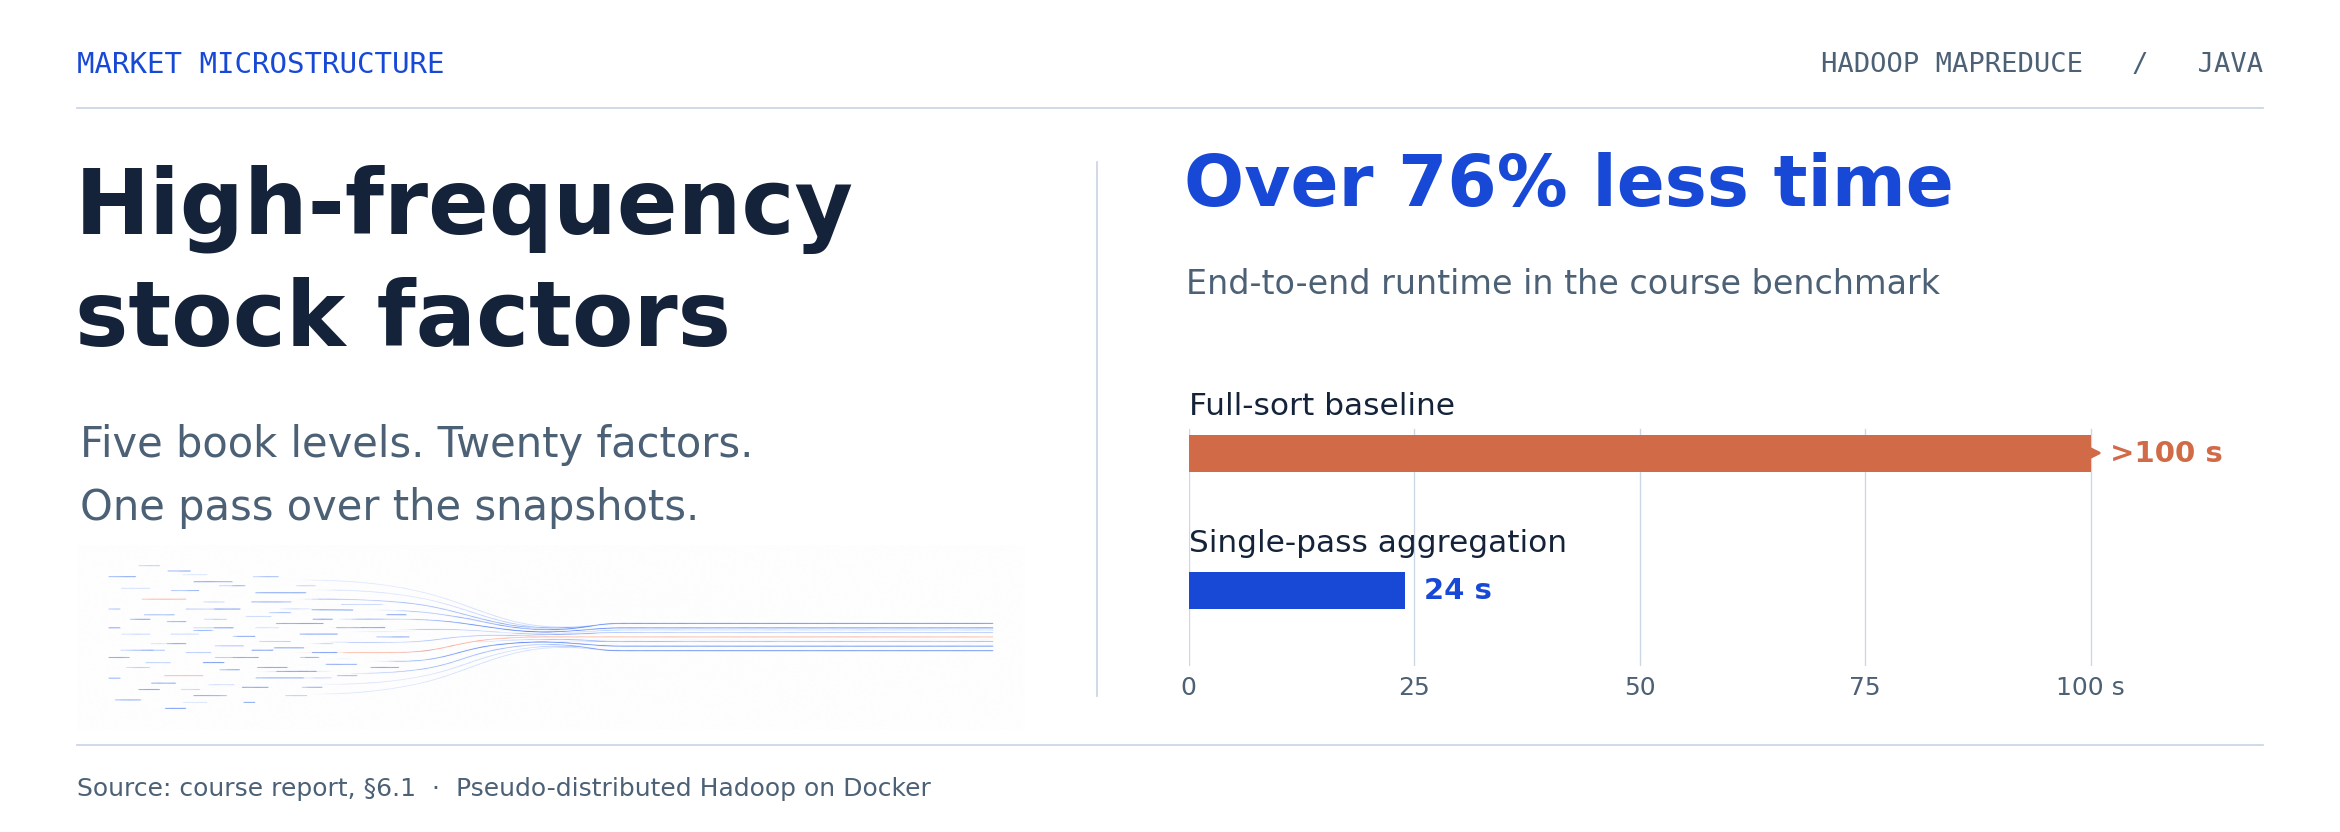 MARKET MICROSTRUCTURE
HADOOP MAPREDUCE / JAVA
High-frequency
stock factors
Five book levels. Twenty factors.
One pass over the snapshots.
Over 76% less time
End-to-end runtime in the course benchmark
Full-sort baseline
>100 s
Single-pass aggregation
24 s
0 25 50 75 100 s
Source: course report, §6.1 · Pseudo-distributed Hadoop on Docker